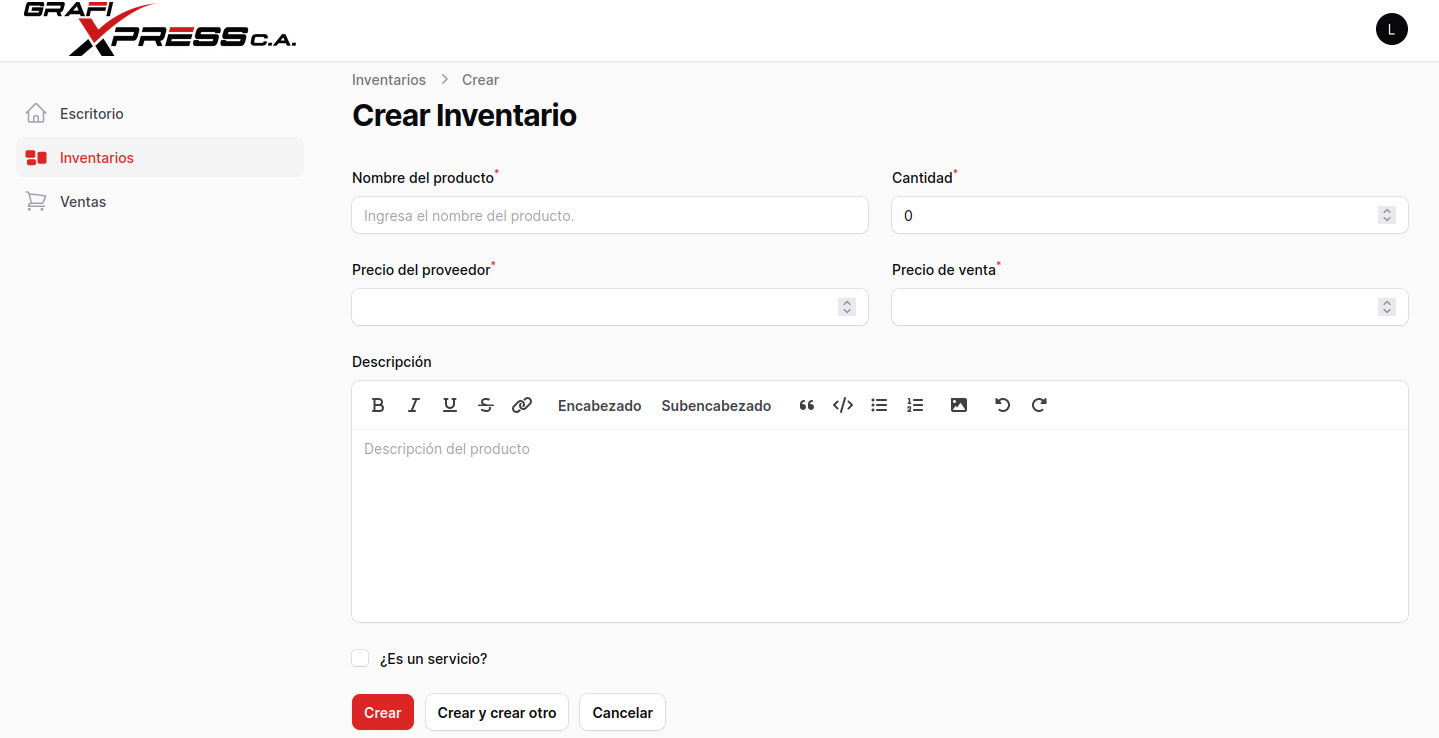 GRAFI
XPRESS C.A.
L
Inventarios > Crear
Escritorio
Inventarios
Ventas
Crear Inventario
Nombre del producto*
Ingresa el nombre del producto.
Cantidad*
0
Precio del proveedor*
Precio de venta*
Descripción
Encabezado Subencabezado
Descripción del producto
¿Es un servicio?
Crear
Crear y crear otro
Cancelar